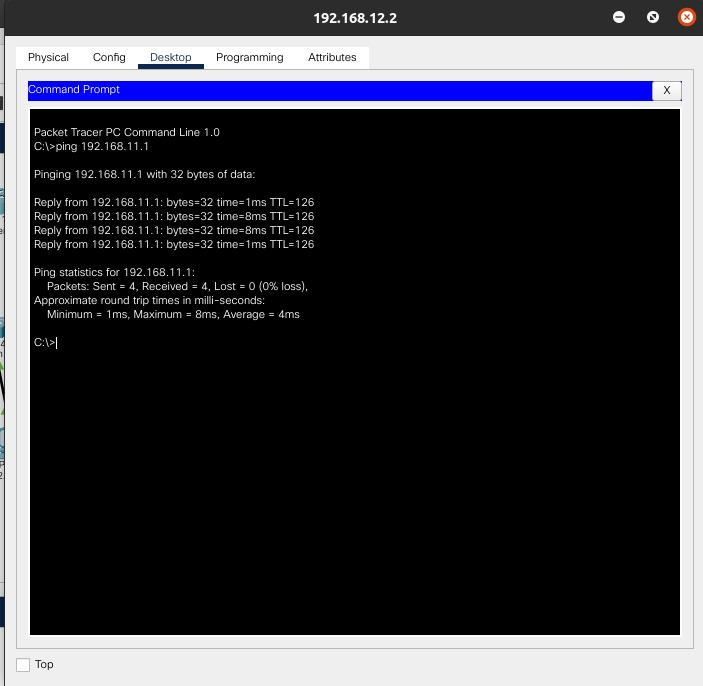 192.168.12.2
Physical Config Desktop Programming Attributes
Command Prompt X
Packet Tracer PC Command Line 1.0
C:\>ping 192.168.11.1
Pinging 192.168.11.1 with 32 bytes of data:
Reply from 192.168.11.1: bytes=32 time=1ms TTL=126
Reply from 192.168.11.1: bytes=32 time=8ms TTL=126
Reply from 192.168.11.1: bytes=32 time=8ms TTL=126
Reply from 192.168.11.1: bytes=32 time=1ms TTL=126
Ping statistics for 192.168.11.1:
Packets: Sent = 4, Received = 4, Lost = 0 (0% loss),
Approximate round trip times in milli-seconds:
Minimum = 1ms, Maximum = 8ms, Average = 4ms
C:\>
Top